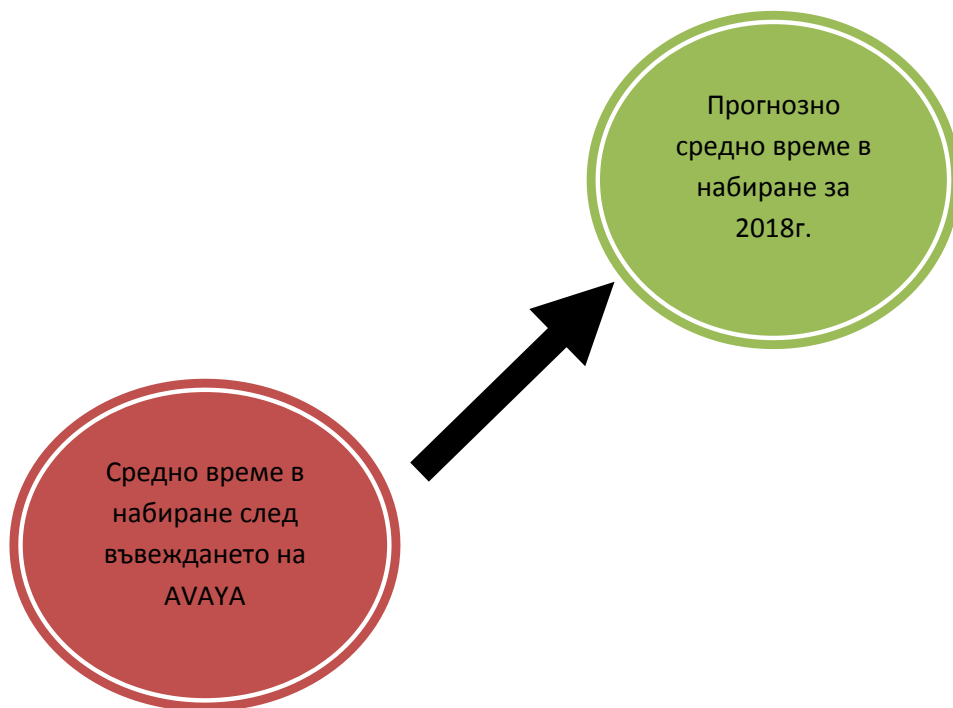 Прогнозно
средно време в
набиране за
2018г.
Средно време в
набиране след
въвеждането на
AVAYA